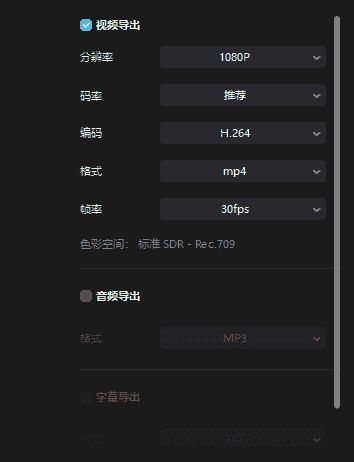 视频导出
分辨率 1080P
码率 推荐
编码 H.264
格式 mp4
帧率 30fps
色彩空间： 标准 SDR - Rec.709
音频导出
格式 MP3
字幕导出
格式